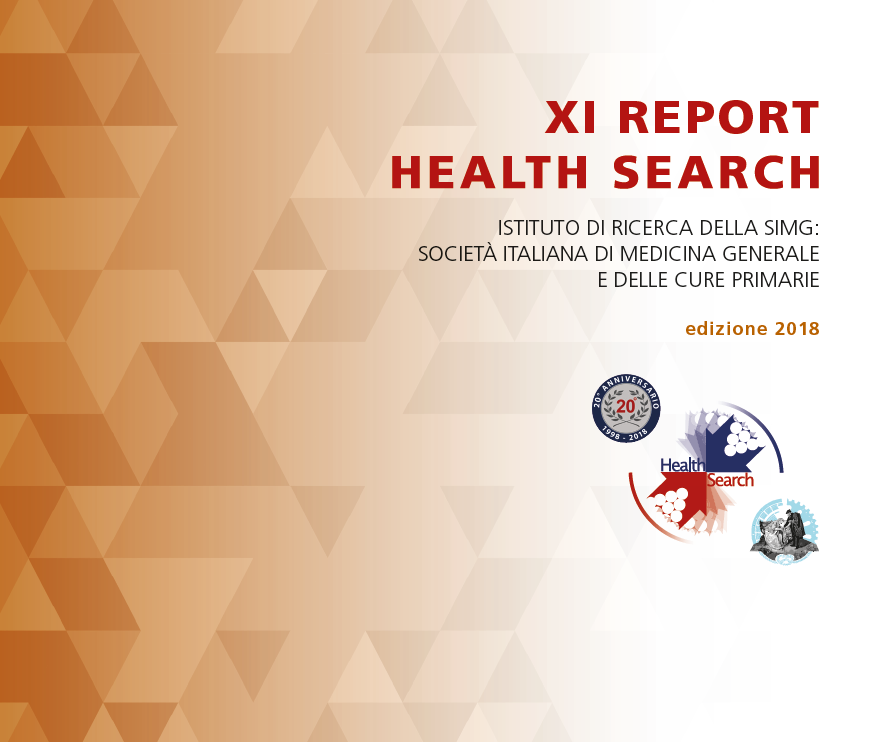 XI REPORT
HEALTH SEARCH
ISTITUTO DI RICERCA DELLA SIMG:
SOCIETÀ ITALIANA DI MEDICINA GENERALE
E DELLE CURE PRIMARIE
edizione 2018
20° ANNIVERSARIO
20°
1998 - 2018
Health
Search